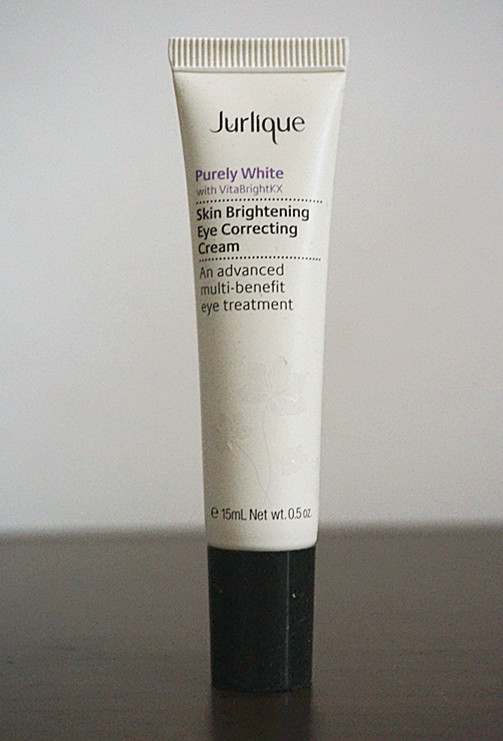 Jurlique
Purely White
with VitaBrightKX
Skin Brightening
Eye Correcting
Cream
An advanced
multi-benefit
eye treatment
℮ 15mL Net wt. 0.5 oz.